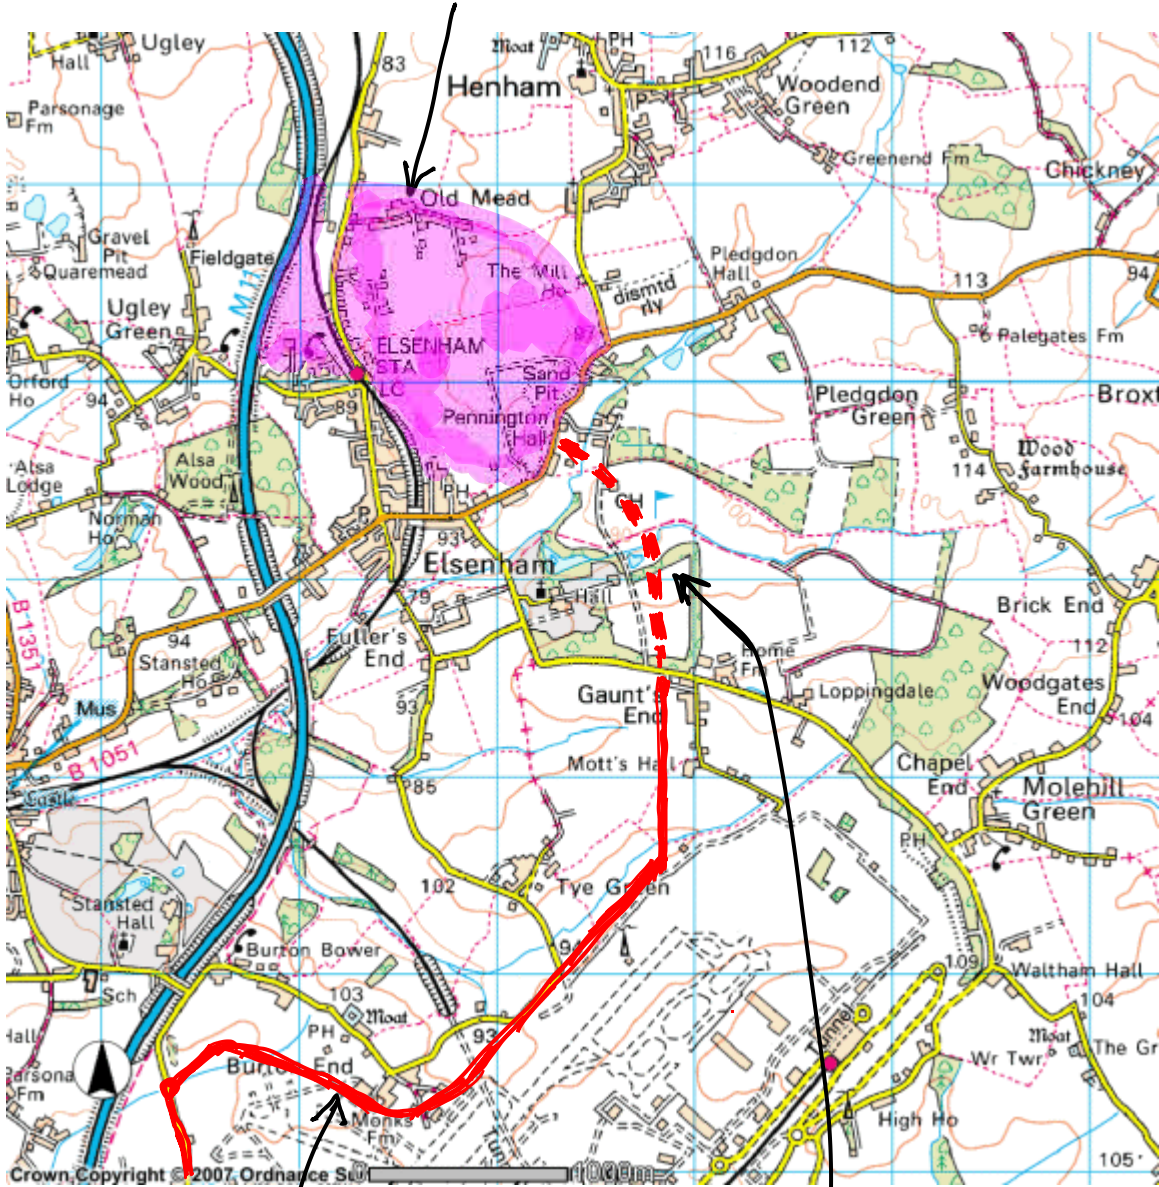 Ugley
Hall
83
Moat
PH
116
112
Henham
Woodend
Green
Parsonage
Fm
Greenend Fm
Chickney
Old Mead
Gravel
Pit
Quaremead
Fieldgate
M 11
Pledgdon
Hall
The Mill
Ho
dismtd
rly
113
94
Ugley
Green
97
Palegates Fm
ELSENHAM
STA
LC
Sand
Pit
Orford
Ho
94
89
Pennington
Hall
Pledgdon
Green
Broxt
Wood
Farmhouse
Alsa
Lodge
Alsa
Wood
114
PH
CH
Norman
Ho
P
93
100
Elsenham
Hall
79
B 1351
94
Fuller's
End
Brick End
Stansted
Ho
Home
Fm
112
Mus
93
Gaunt's
End
Loppingdale
Woodgates
End
104
B 1051
Mott's Hall
Chapel
End
Castle
85
Molehill
Green
PH
102
Tye Green
Stansted
Hall
94
Burton Bower
109
Waltham Hall
Sch
103
Moat
104
Hall
PH
93
Tunnel
Moat
The Gr
Parsona
Fm
Burton End
Wr Twr
Monks
Fm
High Ho
105
Crown Copyright © 2007 Ordnance Su
0
1000m